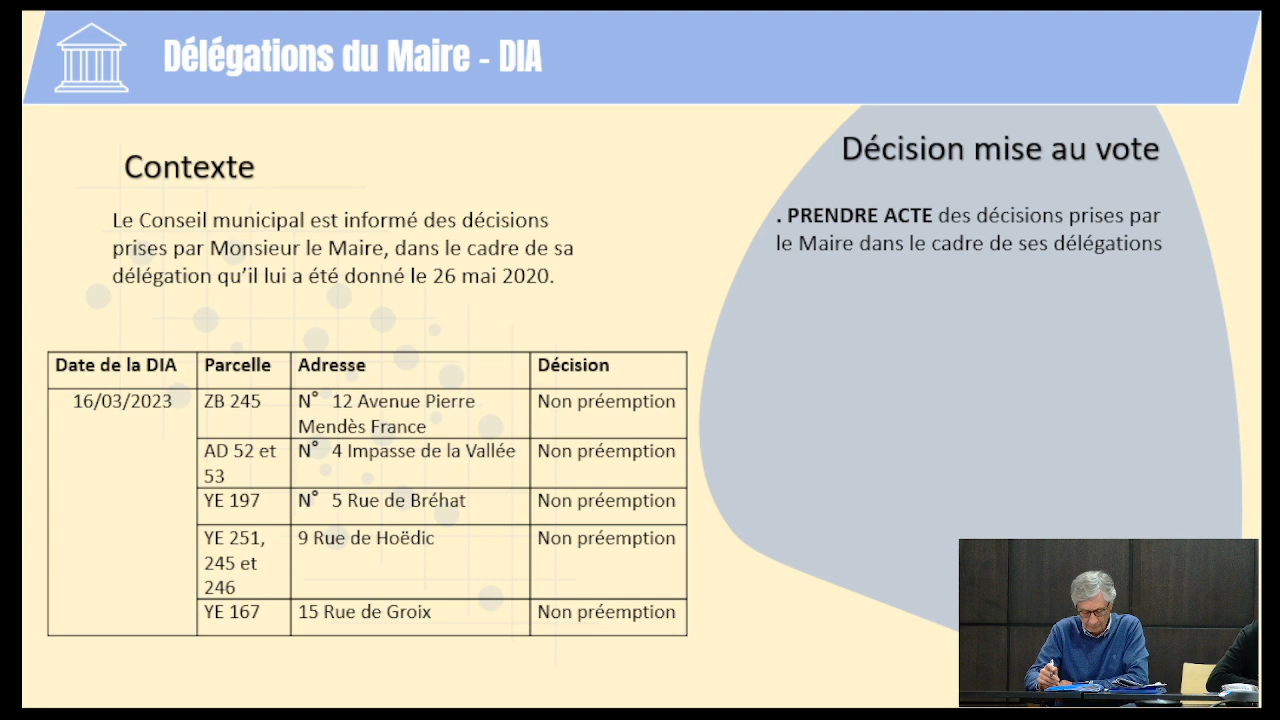 Délégations du Maire - DIA
Contexte
Le Conseil municipal est informé des décisions
prises par Monsieur le Maire, dans le cadre de sa
délégation qu’il lui a été donné le 26 mai 2020.
Date de la DIA Parcelle Adresse Décision
16/03/2023 ZB 245 N° 12 Avenue Pierre Non préemption
Mendès France
AD 52 et N° 4 Impasse de la Vallée Non préemption
53
YE 197 N° 5 Rue de Bréhat Non préemption
YE 251, 9 Rue de Hoëdic Non préemption
245 et
246
YE 167 15 Rue de Groix Non préemption
Décision mise au vote
. PRENDRE ACTE des décisions prises par
le Maire dans le cadre de ses délégations